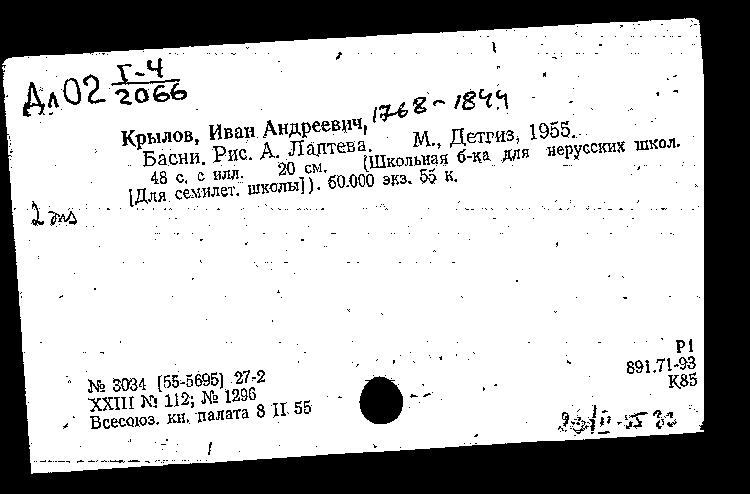 Дл02 Г-4
2066
1768-1844
Крылов, Иван Андреевич,
Басни. Рис. А. Лаптева. М., Детгиз, 1955.
48 с. с илл. 20 см. (Школьная б-ка для нерусских школ.
[Для семилет. школы]). 60.000 экз. 55 к.
2 экз
№ 3034 [55-5695] 27-2
XXIII № 112; № 1296
Всесоюз. кн. палата 8 II 55
Р1
891.71-93
К85